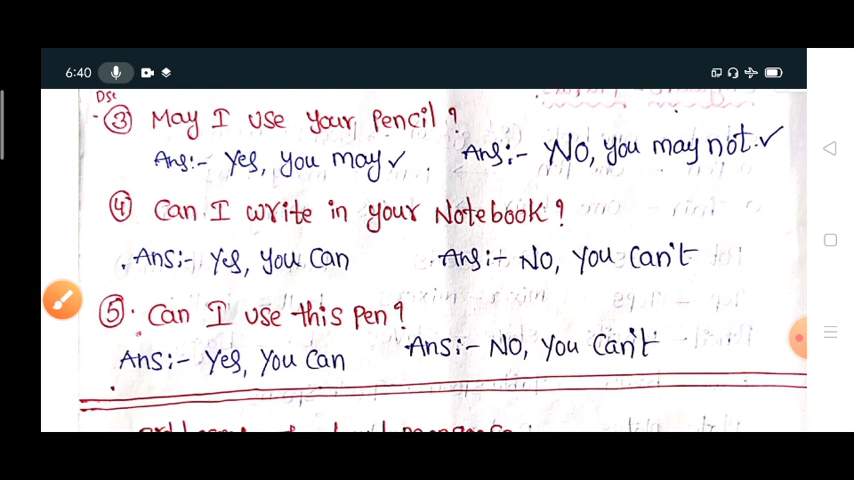 6:40
Dsc
③ May I use your Pencil?
Ans:- Yes, you may ✓ Ans:- No, you may not. ✓
④ Can I write in your Notebook?
Ans:- Yes, you Can Ans:- No, you Can't
⑤ Can I use this Pen?
Ans:- Yes, you Can Ans:- No, you Can't